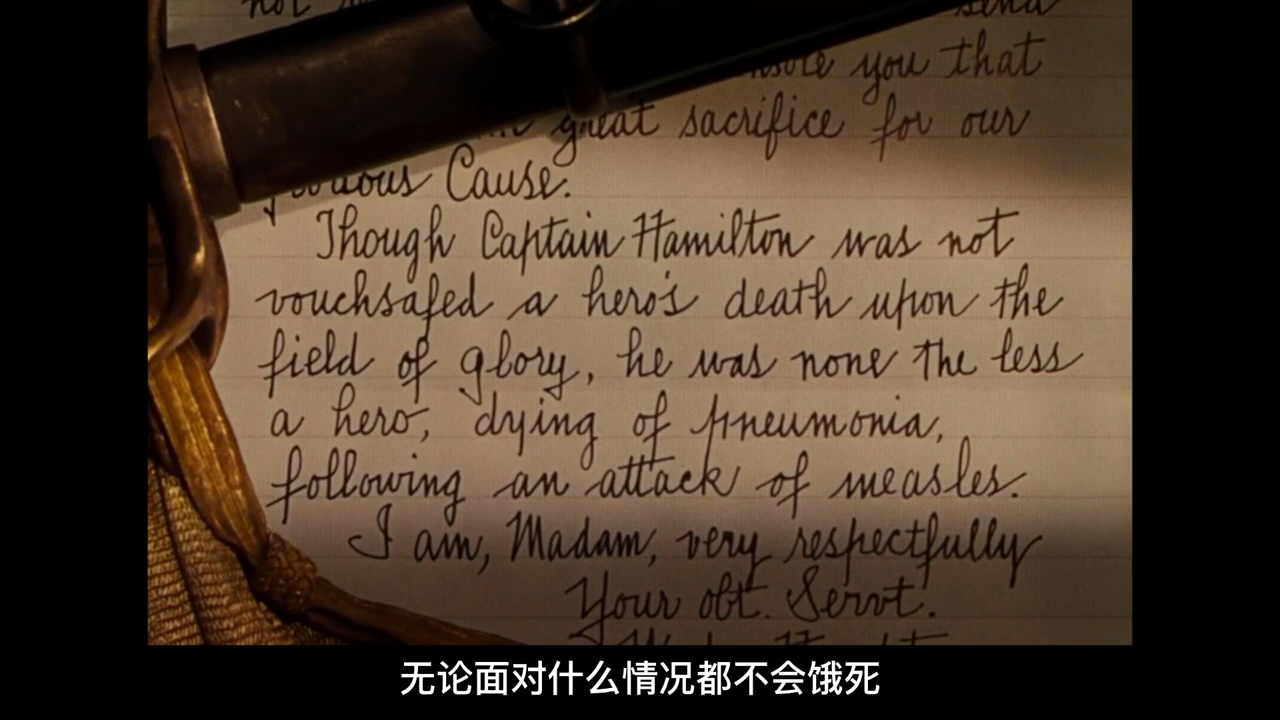 send
you that
great sacrifice for our
Cause.
Though Captain Hamilton was not
vouchsafed a hero's death upon the
field of glory, he was none the less
a hero, dying of pneumonia,
following an attack of measles.
I am, Madam, very respectfully
Your obt. Servt.
无论面对什么情况都不会饿死